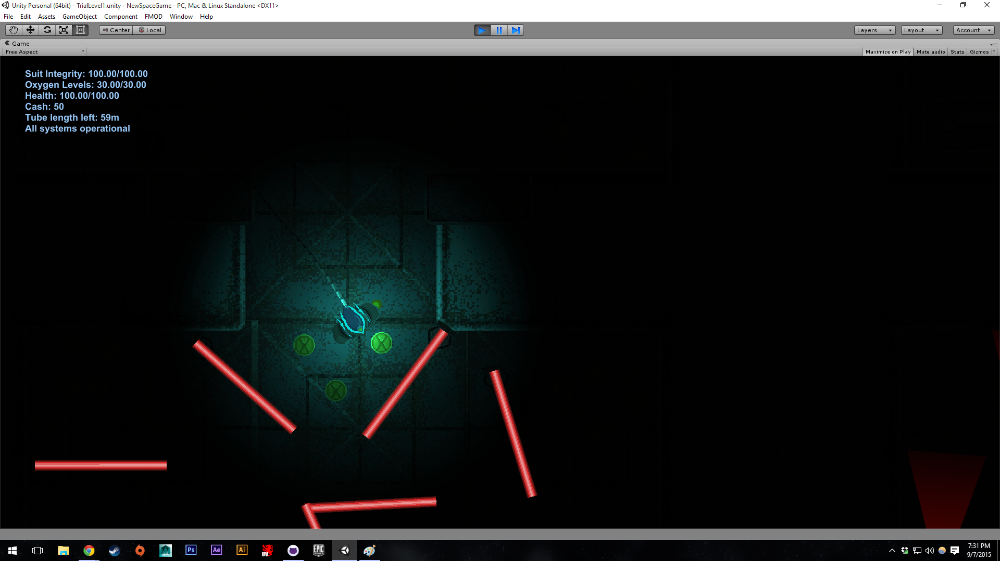 Unity Personal (64bit) - TrialLevel1.unity - NewSpaceGame - PC, Mac & Linux Standalone <DX11>
File Edit Assets GameObject Component FMOD Window Help
Center Local Layers Layout Account
Game
Free Aspect Maximize on Play Mute audio Stats Gizmos
Suit Integrity: 100.00/100.00
Oxygen Levels: 30.00/30.00
Health: 100.00/100.00
Cash: 50
Tube length left: 59m
All systems operational
Ps Ae Ai UV EPIC GAMES
7:31 PM
9/7/2015